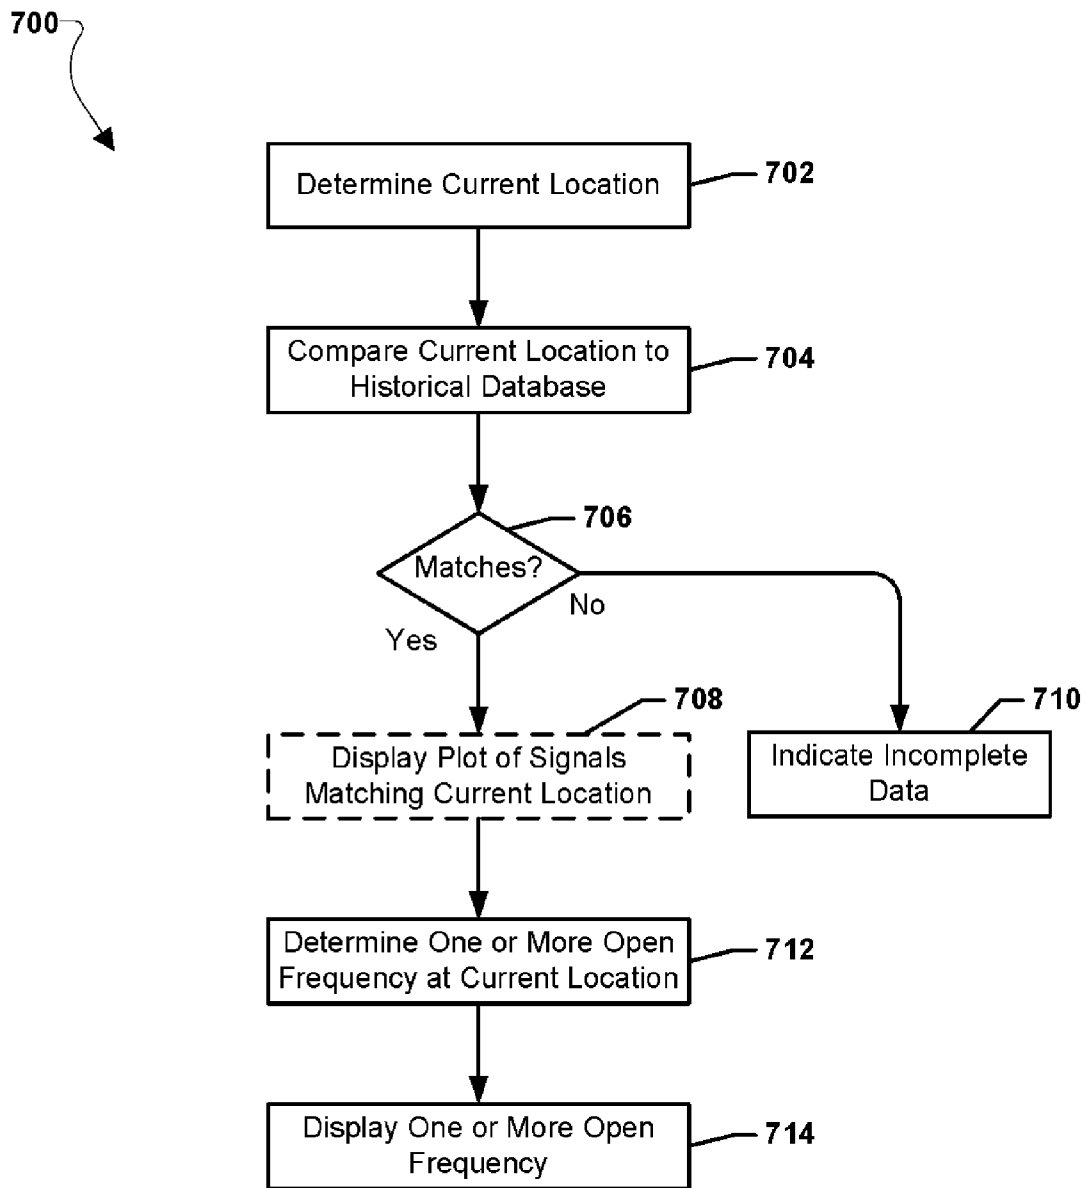 700
Determine Current Location
702
Compare Current Location to
Historical Database
704
706
Matches?
No
Yes
708
Display Plot of Signals
Matching Current Location
710
Indicate Incomplete
Data
Determine One or More Open
Frequency at Current Location
712
Display One or More Open
Frequency
714